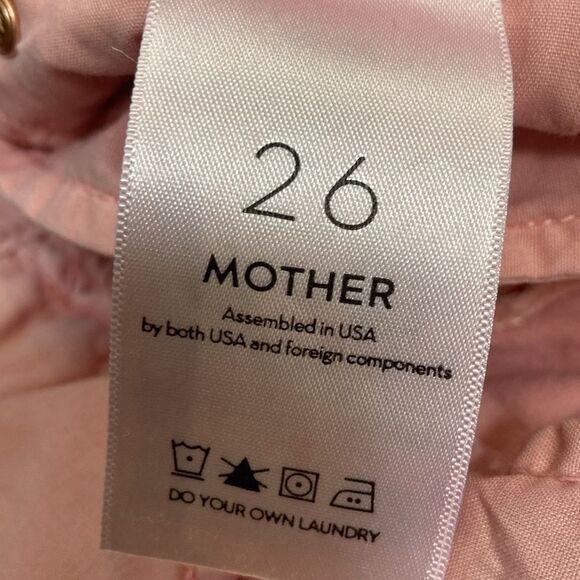 26
MOTHER
Assembled in USA
by both USA and foreign components
DO YOUR OWN LAUNDRY